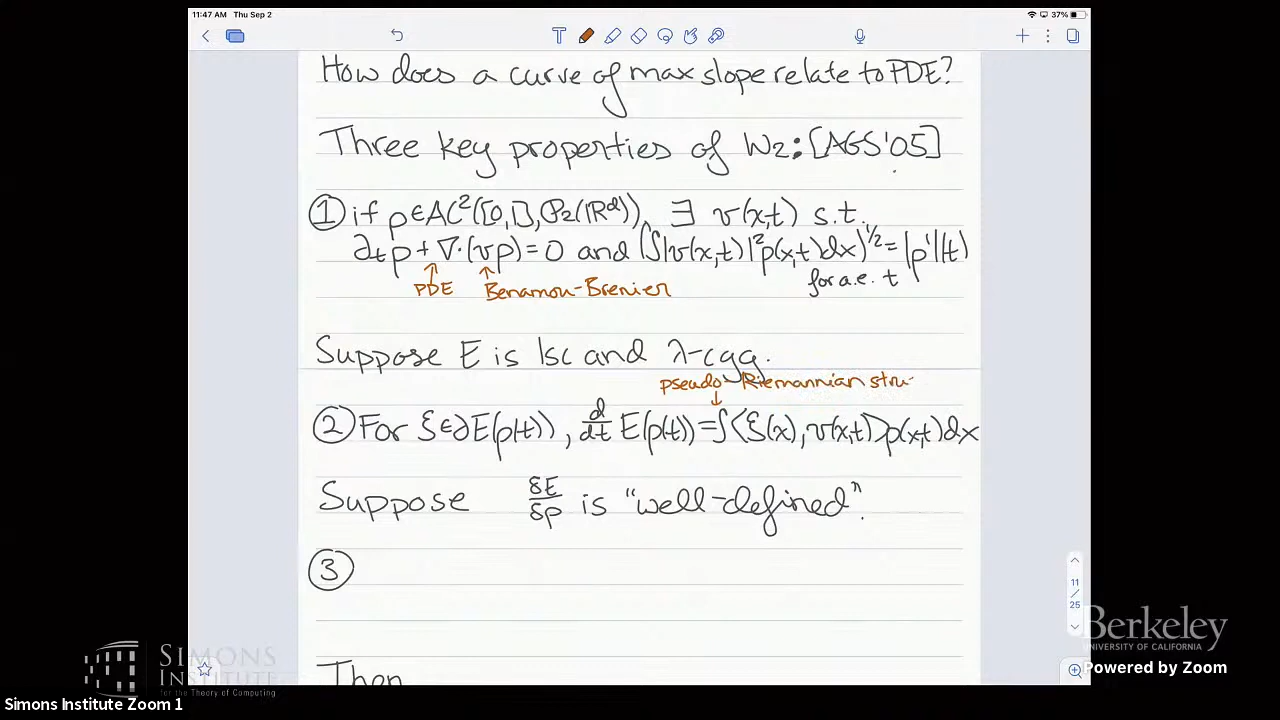 11:47 AM Thu Sep 2
37%
How does a curve of max slope relate to PDE?
Three key properties of W₂: [AGS'05]
① if ρ∈AC²([0,1],P₂(ℝᵈ)), ∃ v(x,t) s.t.
∂tρ + ∇·(vρ) = 0 and (∫|v(x,t)|²ρ(x,t)dx)^1/2 = |ρ'|(t)
for a.e. t
PDE Benamou-Brenier
Suppose E is lsc and λ-cgg.
pseudo-Riemannian stru-
② For ξ∈∂E(ρ(t)), d/dt E(ρ(t)) = ∫⟨ξ(x), v(x,t)⟩ρ(x,t)dx
Suppose δE/δρ is "well-defined".
③
Then
11
/
25
SIMONS
INSTITUTE
for the Theory of Computing
Berkeley
UNIVERSITY OF CALIFORNIA
Powered by Zoom
Simons Institute Zoom 1